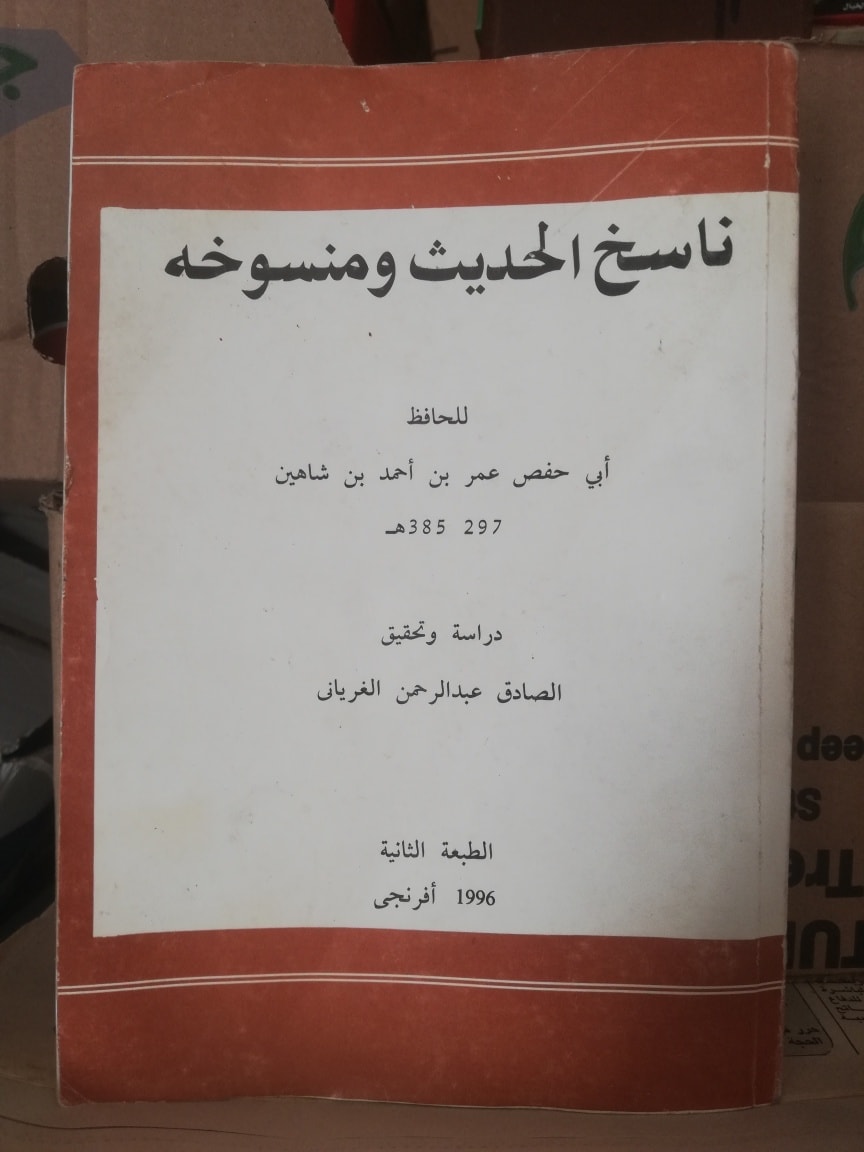 ناسخ الحديث ومنسوخه
للحافظ
أبي حفص عمر بن أحمد بن شاهين
297 385هـ
دراسة وتحقيق
الصادق عبدالرحمن الغرياني
الطبعة الثانية
1996 أفرنجى